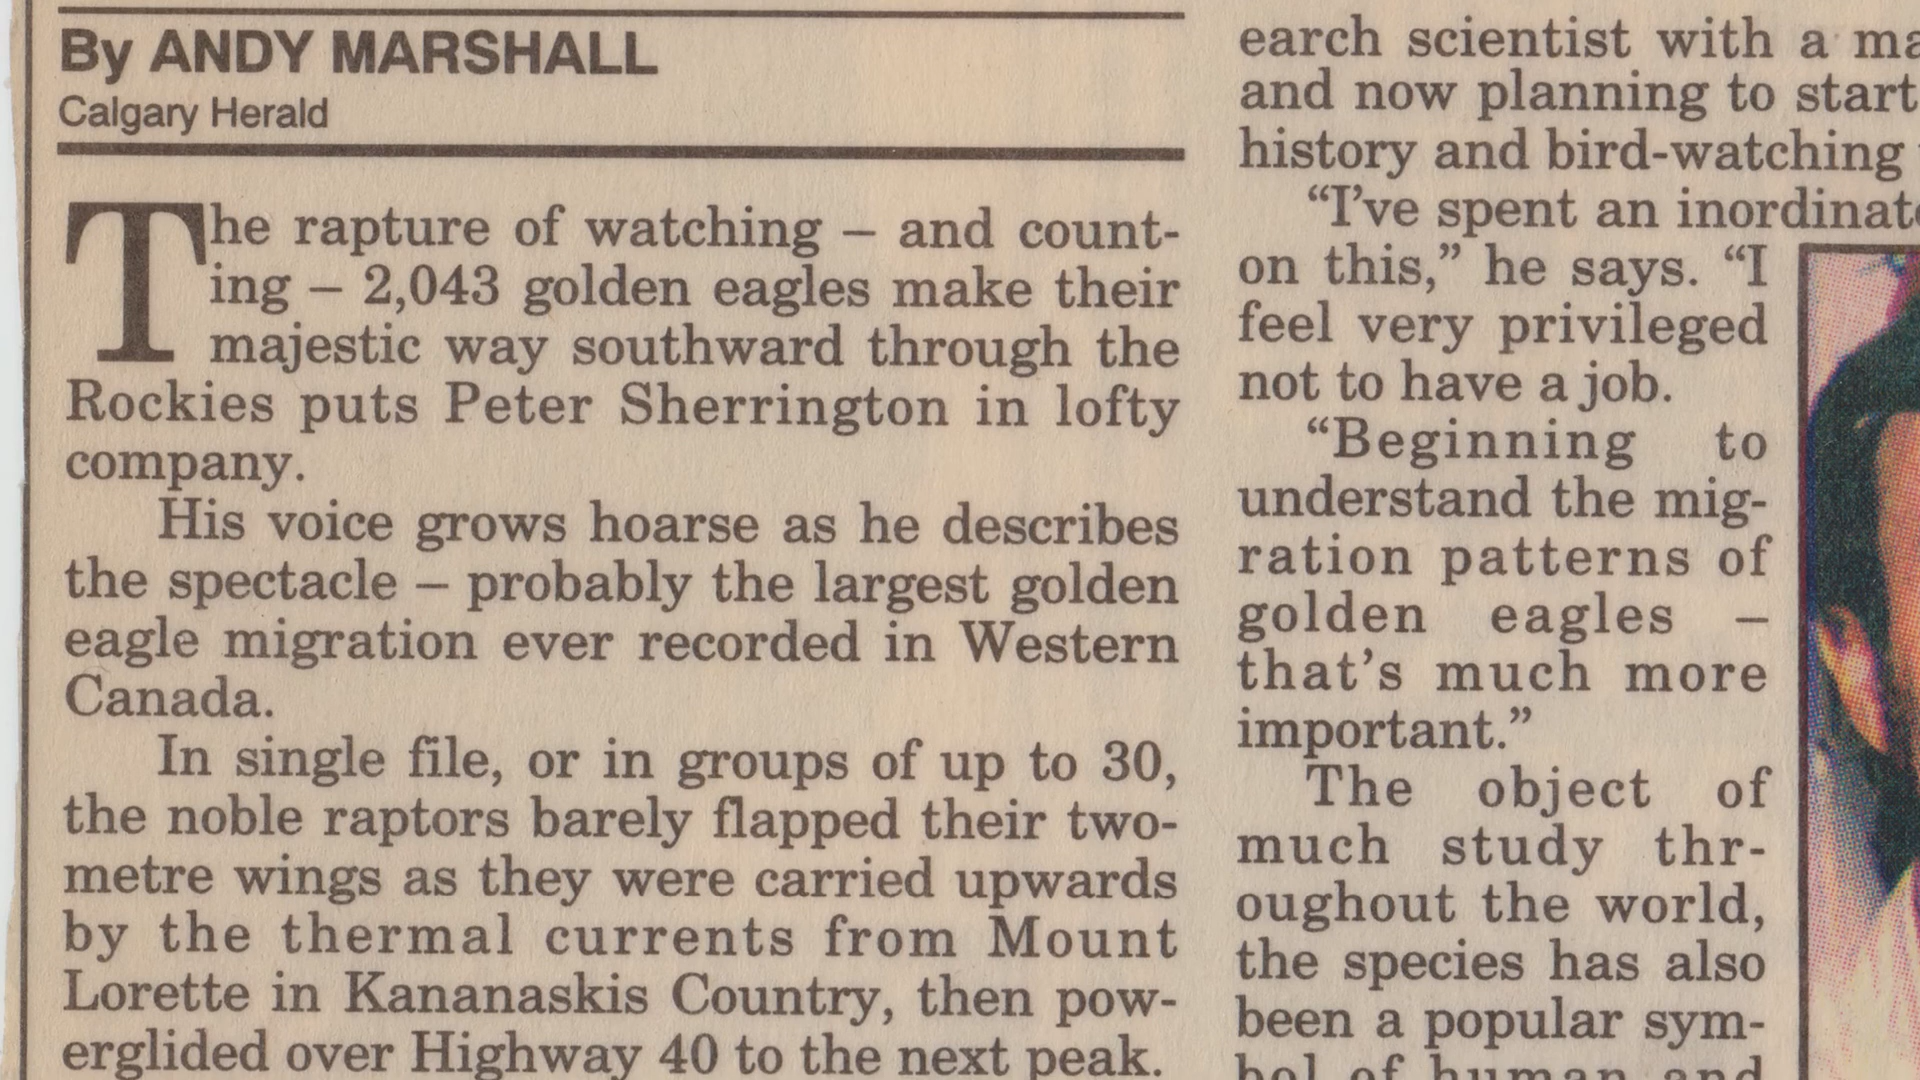 By ANDY MARSHALL
Calgary Herald
The rapture of watching – and count-
ing – 2,043 golden eagles make their
majestic way southward through the
Rockies puts Peter Sherrington in lofty
company.
His voice grows hoarse as he describes
the spectacle – probably the largest golden
eagle migration ever recorded in Western
Canada.
In single file, or in groups of up to 30,
the noble raptors barely flapped their two-
metre wings as they were carried upwards
by the thermal currents from Mount
Lorette in Kananaskis Country, then pow-
erglided over Highway 40 to the next peak.
earch scientist with a ma
and now planning to start
history and bird-watching
“I’ve spent an inordinate
on this,” he says. “I
feel very privileged
not to have a job.
“Beginning to
understand the mig-
ration patterns of
golden eagles –
that’s much more
important.”
The object of
much study thr-
oughout the world,
the species has also
been a popular sym-
bol of human and